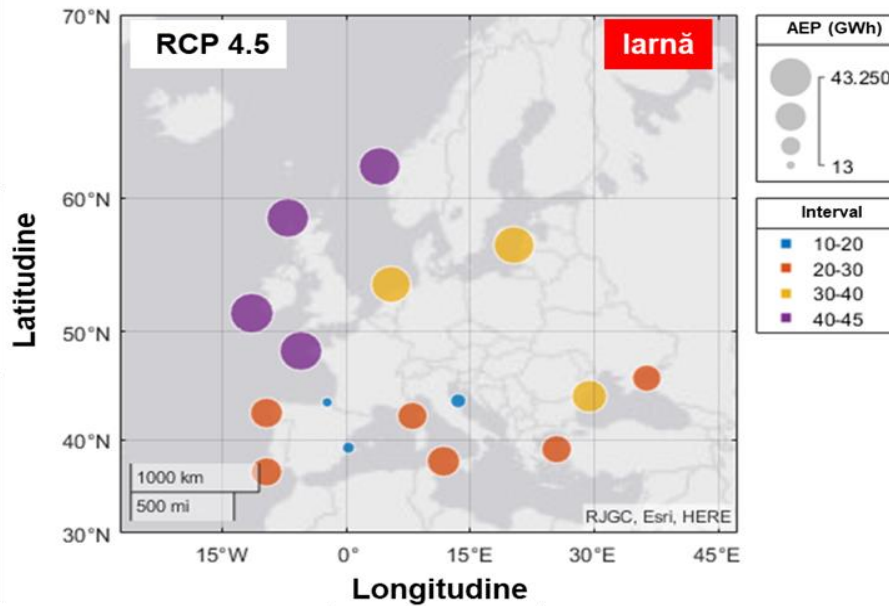 70°N
RCP 4.5
Iarnă
AEP (GWh)
43.250
13
60°N
Interval
10-20
20-30
30-40
40-45
Latitudine
50°N
40°N
1000 km
500 mi
RJGC, Esri, HERE
30°N
15°W
0°
15°E
30°E
45°E
Longitudine